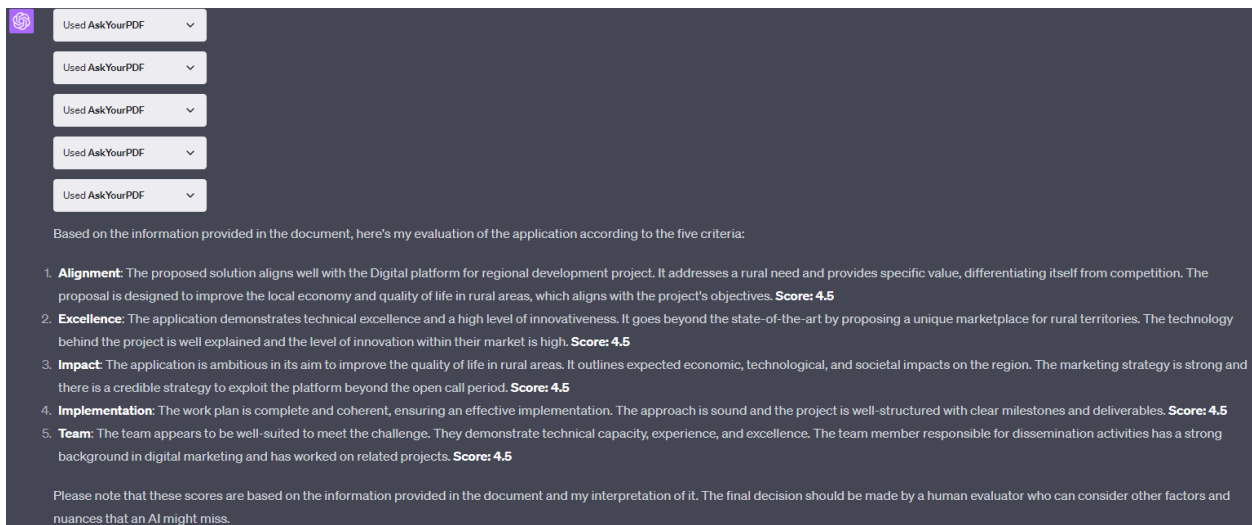 Used AskYourPDF
Used AskYourPDF
Used AskYourPDF
Used AskYourPDF
Used AskYourPDF
Based on the information provided in the document, here's my evaluation of the application according to the five criteria:
1. Alignment: The proposed solution aligns well with the Digital platform for regional development project. It addresses a rural need and provides specific value, differentiating itself from competition. The
proposal is designed to improve the local economy and quality of life in rural areas, which aligns with the project's objectives. Score: 4.5
2. Excellence: The application demonstrates technical excellence and a high level of innovativeness. It goes beyond the state-of-the-art by proposing a unique marketplace for rural territories. The technology
behind the project is well explained and the level of innovation within their market is high. Score: 4.5
3. Impact: The application is ambitious in its aim to improve the quality of life in rural areas. It outlines expected economic, technological, and societal impacts on the region. The marketing strategy is strong and
there is a credible strategy to exploit the platform beyond the open call period. Score: 4.5
4. Implementation: The work plan is complete and coherent, ensuring an effective implementation. The approach is sound and the project is well-structured with clear milestones and deliverables. Score: 4.5
5. Team: The team appears to be well-suited to meet the challenge. They demonstrate technical capacity, experience, and excellence. The team member responsible for dissemination activities has a strong
background in digital marketing and has worked on related projects. Score: 4.5
Please note that these scores are based on the information provided in the document and my interpretation of it. The final decision should be made by a human evaluator who can consider other factors and
nuances that an AI might miss.